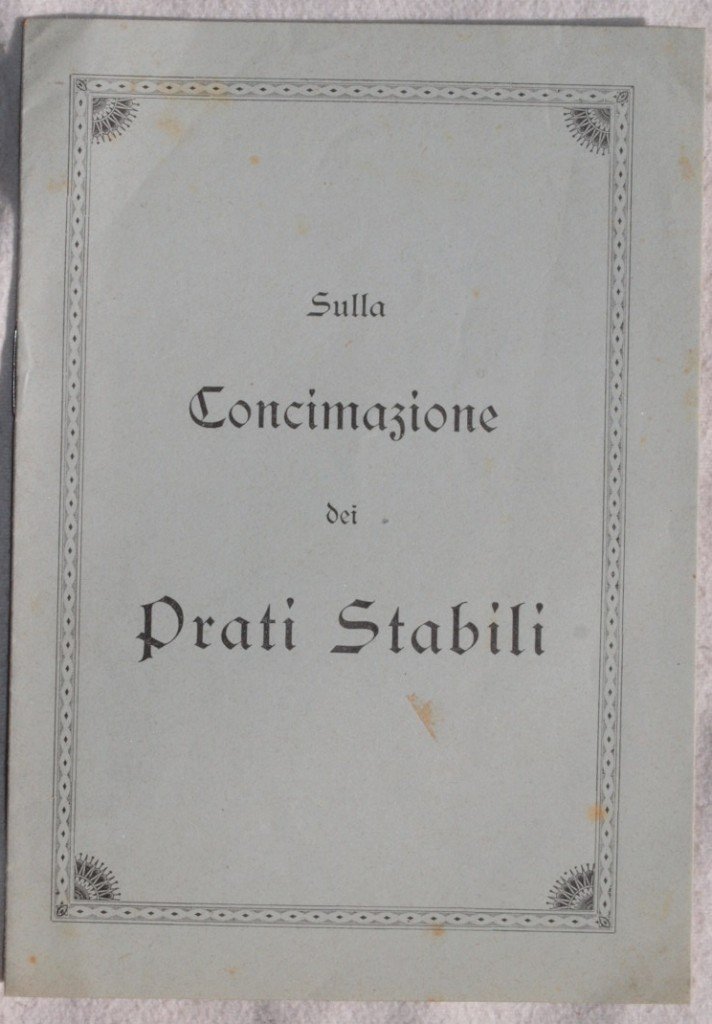 Sulla
Concimazione
dei
Prati Stabili